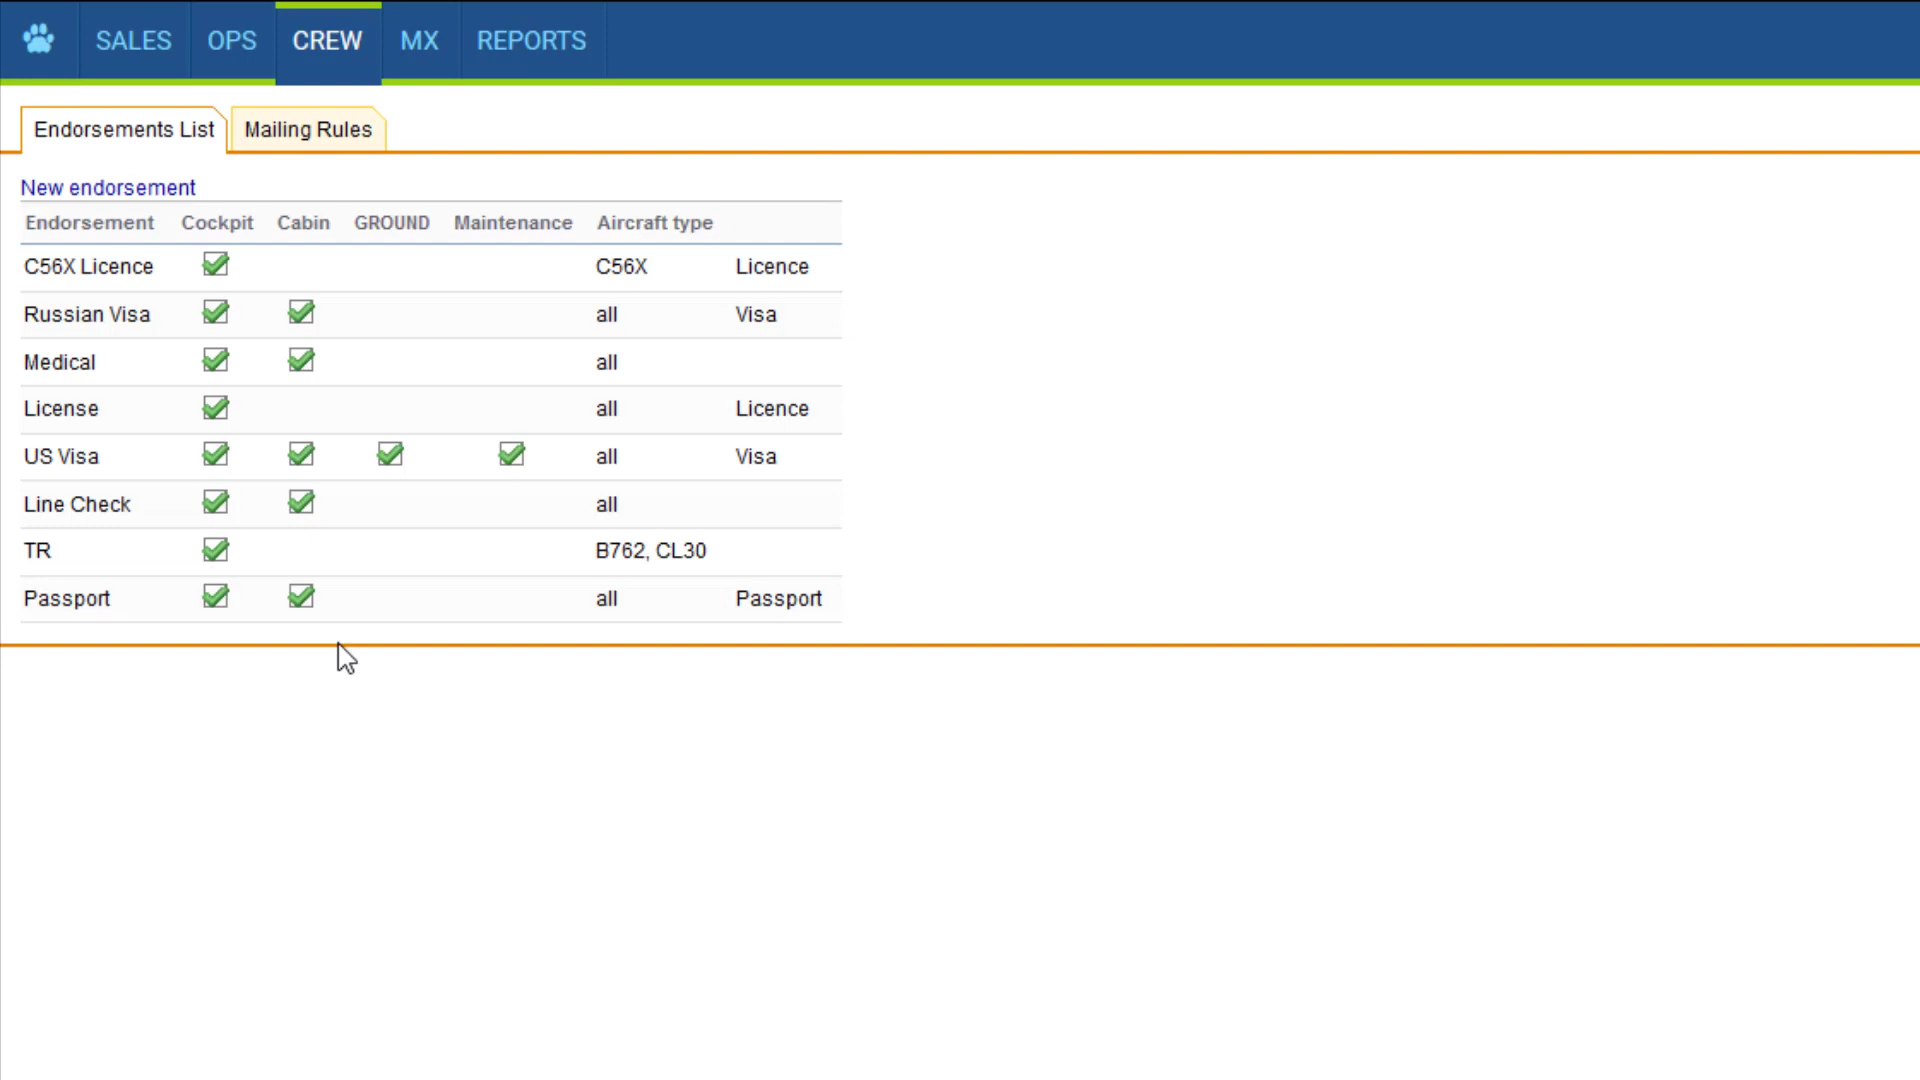 SALES OPS CREW MX REPORTS
Endorsements List Mailing Rules
New endorsement
Endorsement Cockpit Cabin GROUND Maintenance Aircraft type
C56X Licence C56X Licence
Russian Visa all Visa
Medical all
License all Licence
US Visa all Visa
Line Check all
TR B762, CL30
Passport all Passport